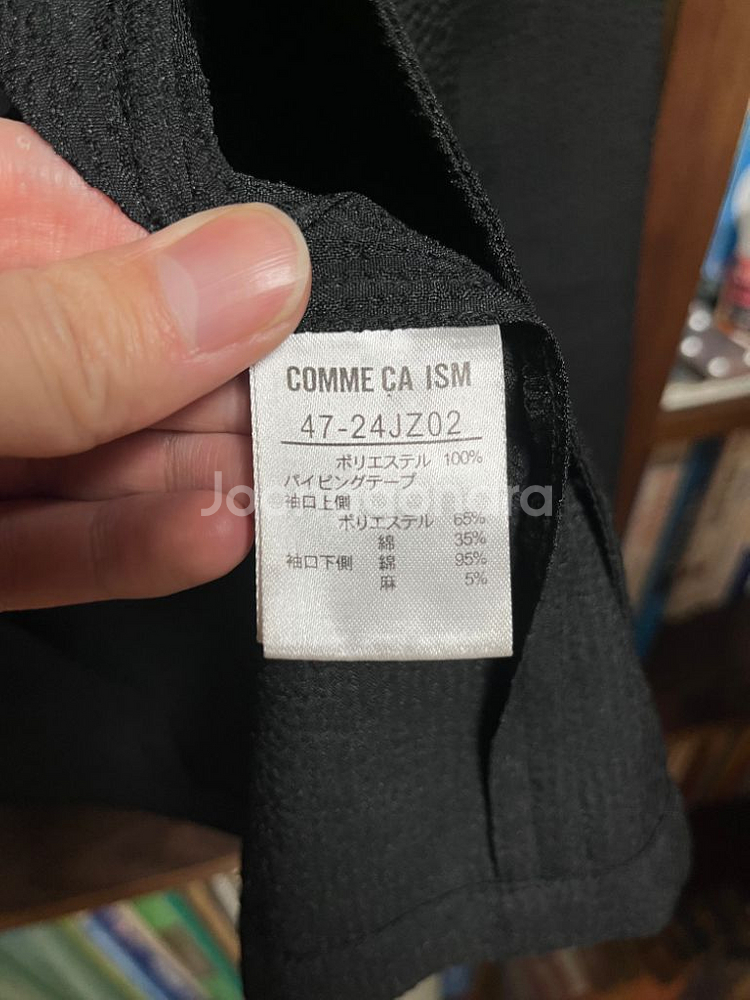 COMME ÇA ISM
47-24JZ02
ポリエステル 100%
パイピングテープ
袖口上側
ポリエステル 65%
綿 35%
袖口下側 綿 95%
麻 5%